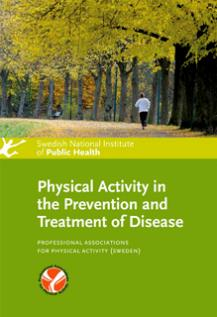 Swedish National Institute
of Public Health
Physical Activity in
the Prevention and
Treatment of Disease
PROFESSIONAL ASSOCIATIONS
FOR PHYSICAL ACTIVITY (SWEDEN)